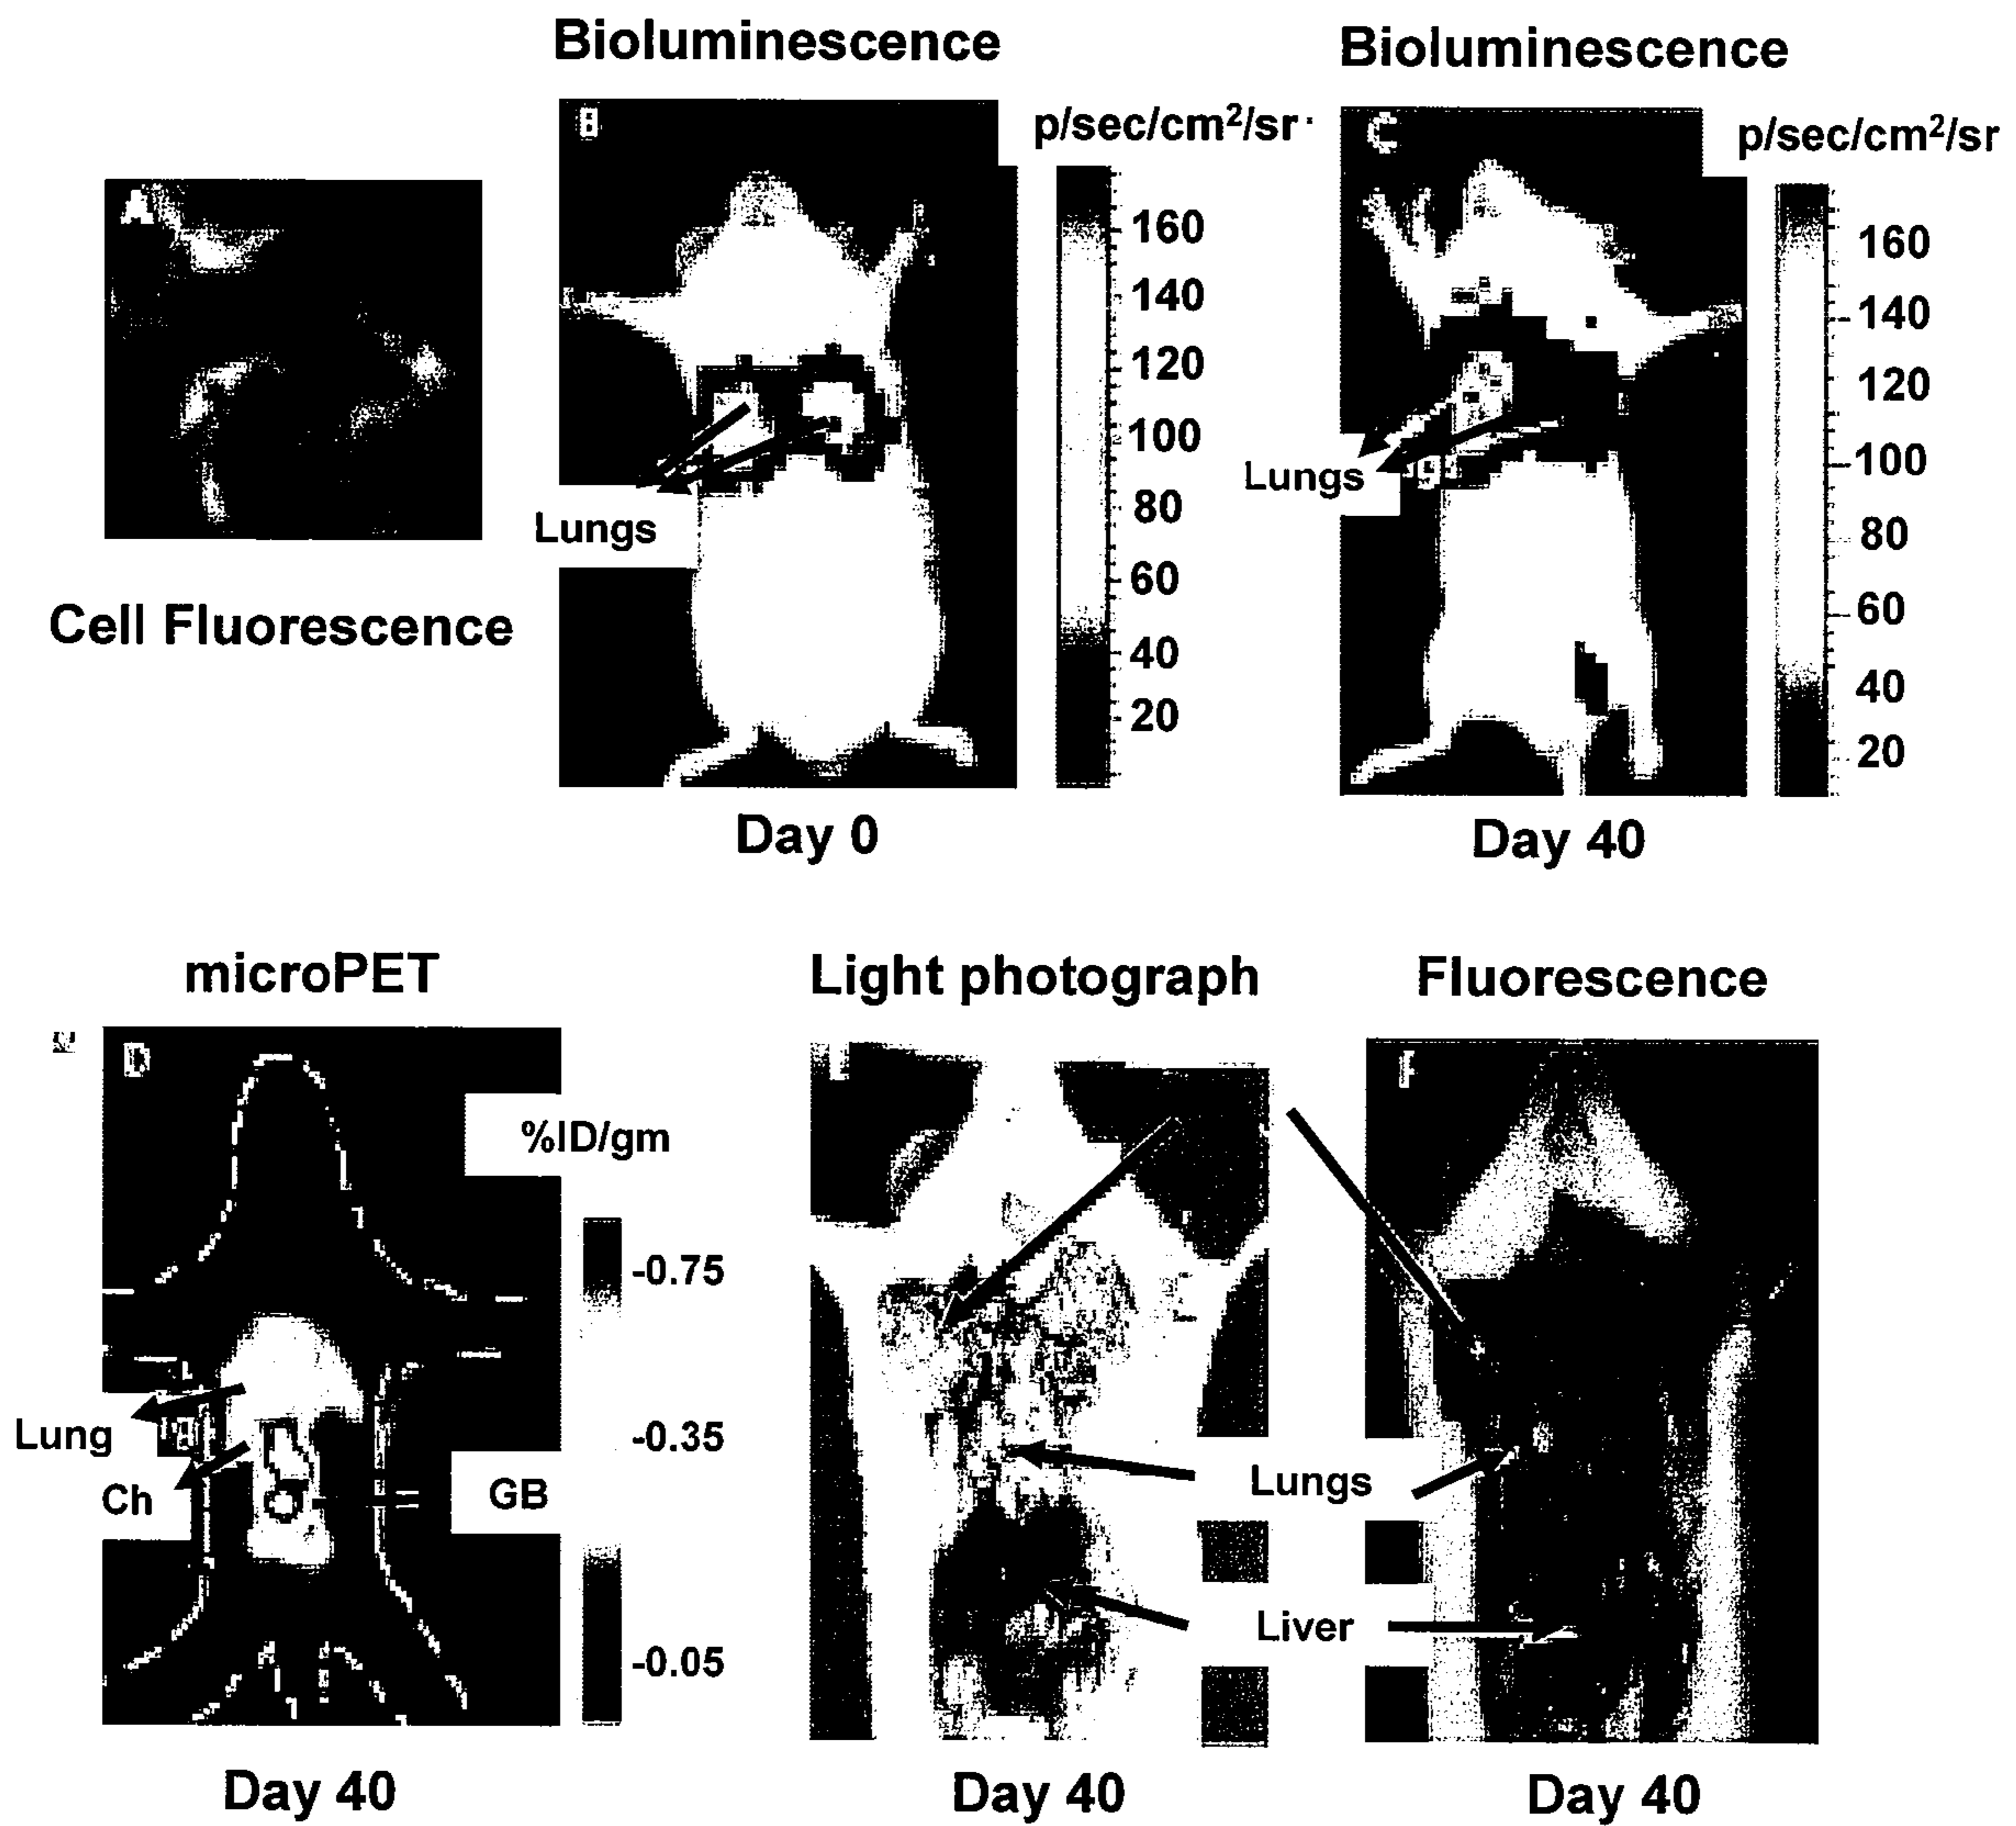 Bioluminescence
Bioluminescence
B
p/sec/cm²/sr
C
p/sec/cm²/sr
A
160
140
120
100
80
60
40
20
160
140
120
100
80
60
40
20
Lungs
Lungs
Cell Fluorescence
Day 0
Day 40
microPET
Light photograph
Fluorescence
D
%ID/gm
-0.75
-0.35
-0.05
Lung
Ch
GB
Lungs
Liver
Day 40
Day 40
Day 40